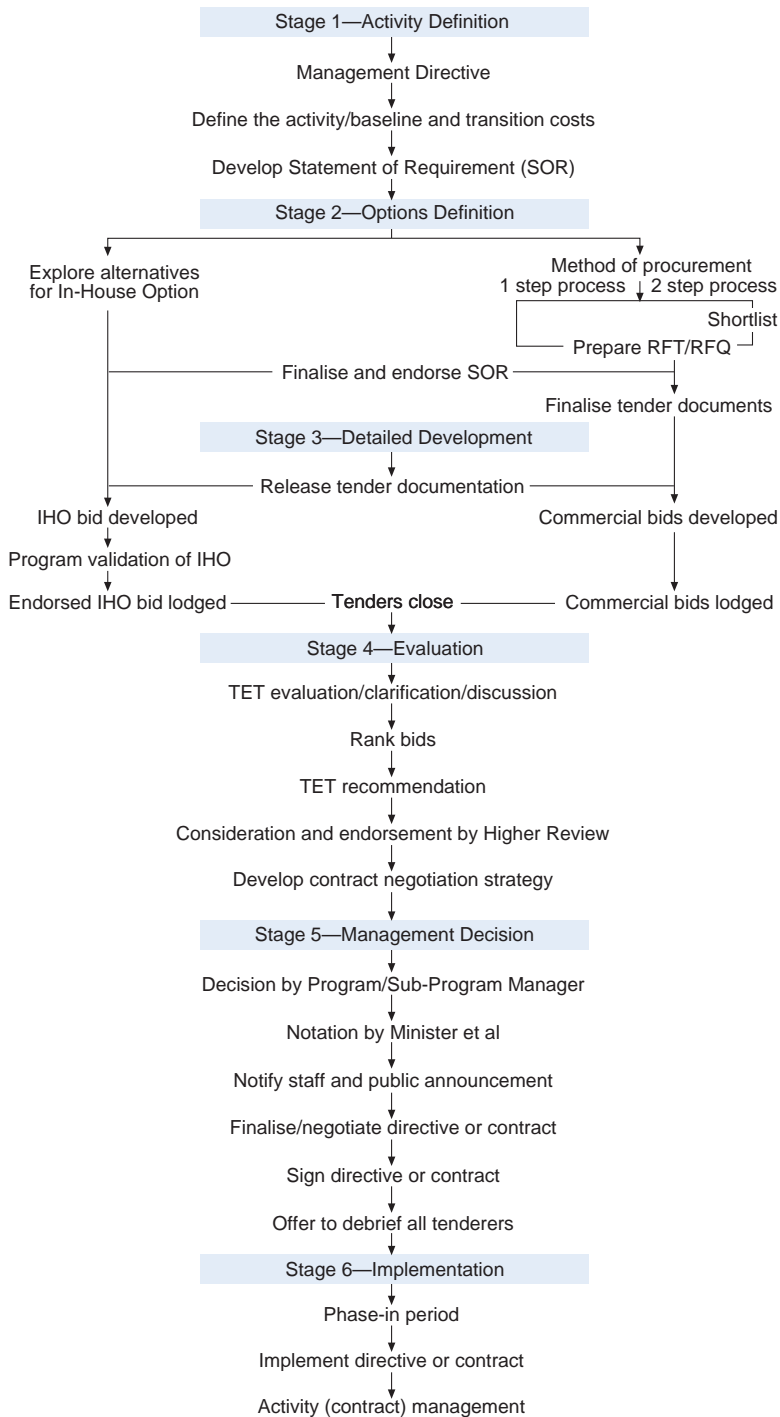 Stage 1—Activity Definition
Management Directive
Define the activity/baseline and transition costs
Develop Statement of Requirement (SOR)
Stage 2—Options Definition
Explore alternatives
for In-House Option
Method of procurement
1 step process
2 step process
Shortlist
Prepare RFT/RFQ
Finalise and endorse SOR
Finalise tender documents
Stage 3—Detailed Development
Release tender documentation
IHO bid developed
Commercial bids developed
Program validation of IHO
Endorsed IHO bid lodged
Tenders close
Commercial bids lodged
Stage 4—Evaluation
TET evaluation/clarification/discussion
Rank bids
TET recommendation
Consideration and endorsement by Higher Review
Develop contract negotiation strategy
Stage 5—Management Decision
Decision by Program/Sub-Program Manager
Notation by Minister et al
Notify staff and public announcement
Finalise/negotiate directive or contract
Sign directive or contract
Offer to debrief all tenderers
Stage 6—Implementation
Phase-in period
Implement directive or contract
Activity (contract) management